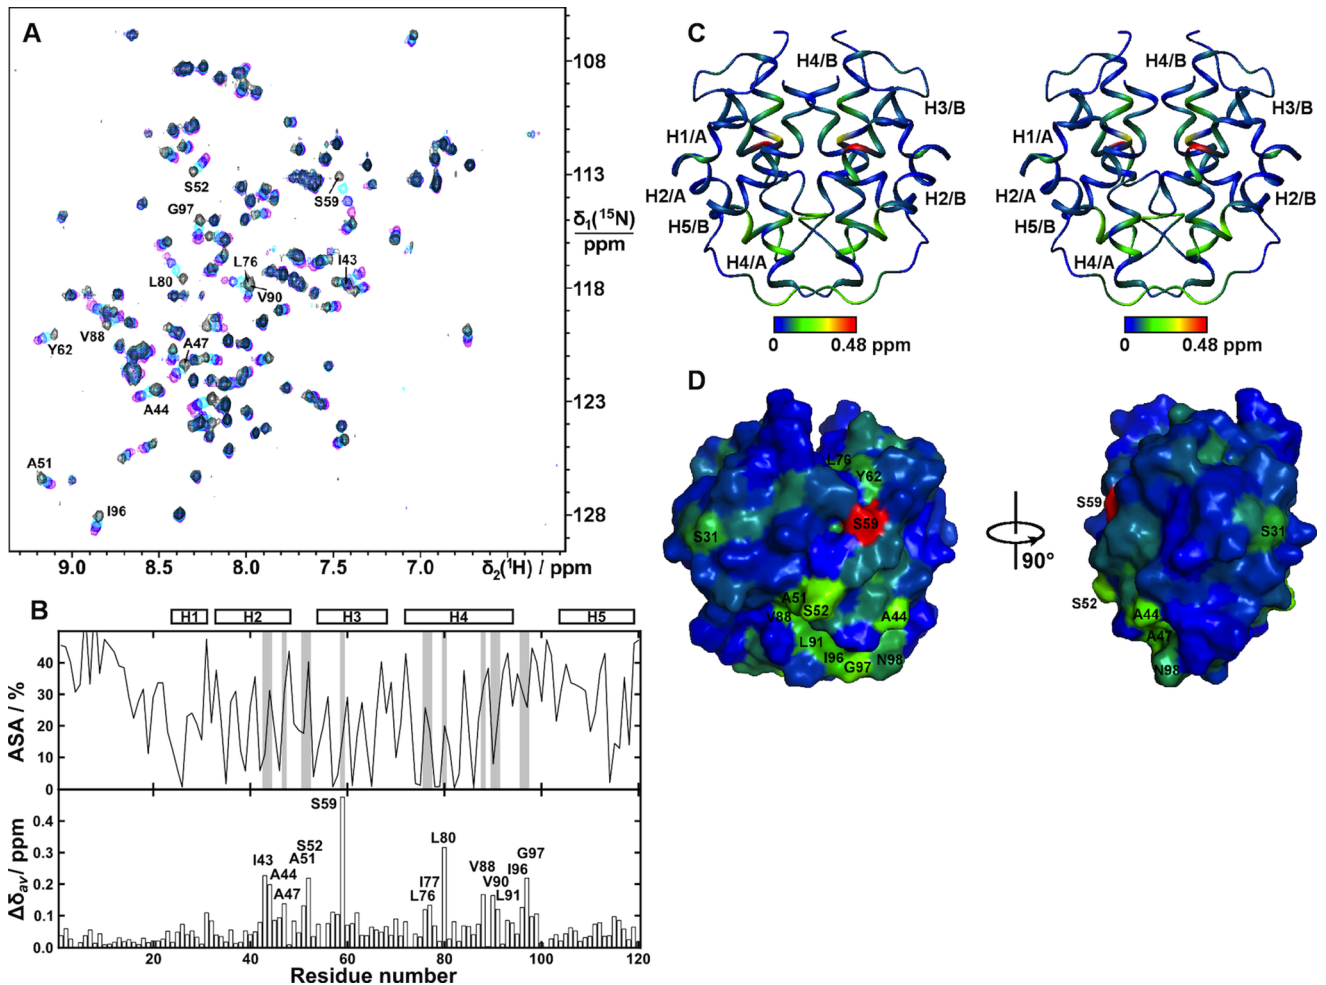 A
108
113
118
123
128
δ₁(¹⁵N)
ppm
9.0 8.5 8.0 7.5 7.0
δ₂(¹H) / ppm
S52
G97
S59
L80
L76
V90
I43
V88
Y62
A47
A44
A51
I96
B
H1 H2 H3 H4 H5
ASA / %
40
30
20
10
0
Δδav / ppm
0.4
0.3
0.2
0.1
0.0
S59
S52
A51
I43
A44
A47
L80
I77
L76
V88
V90
L91
I96
G97
20 40 60 80 100 120
Residue number
C
H4/B
H3/B
H1/A
H2/A
H2/B
H5/B
H4/A
0 0.48 ppm
H4/B
H3/B
H1/A
H2/A
H2/B
H5/B
H4/A
0 0.48 ppm
D
L76
Y62
S59
S31
A51
S52
V88
A44
L91
I96
G97
N98
90°
S59
S31
S52
A44
A47
N98